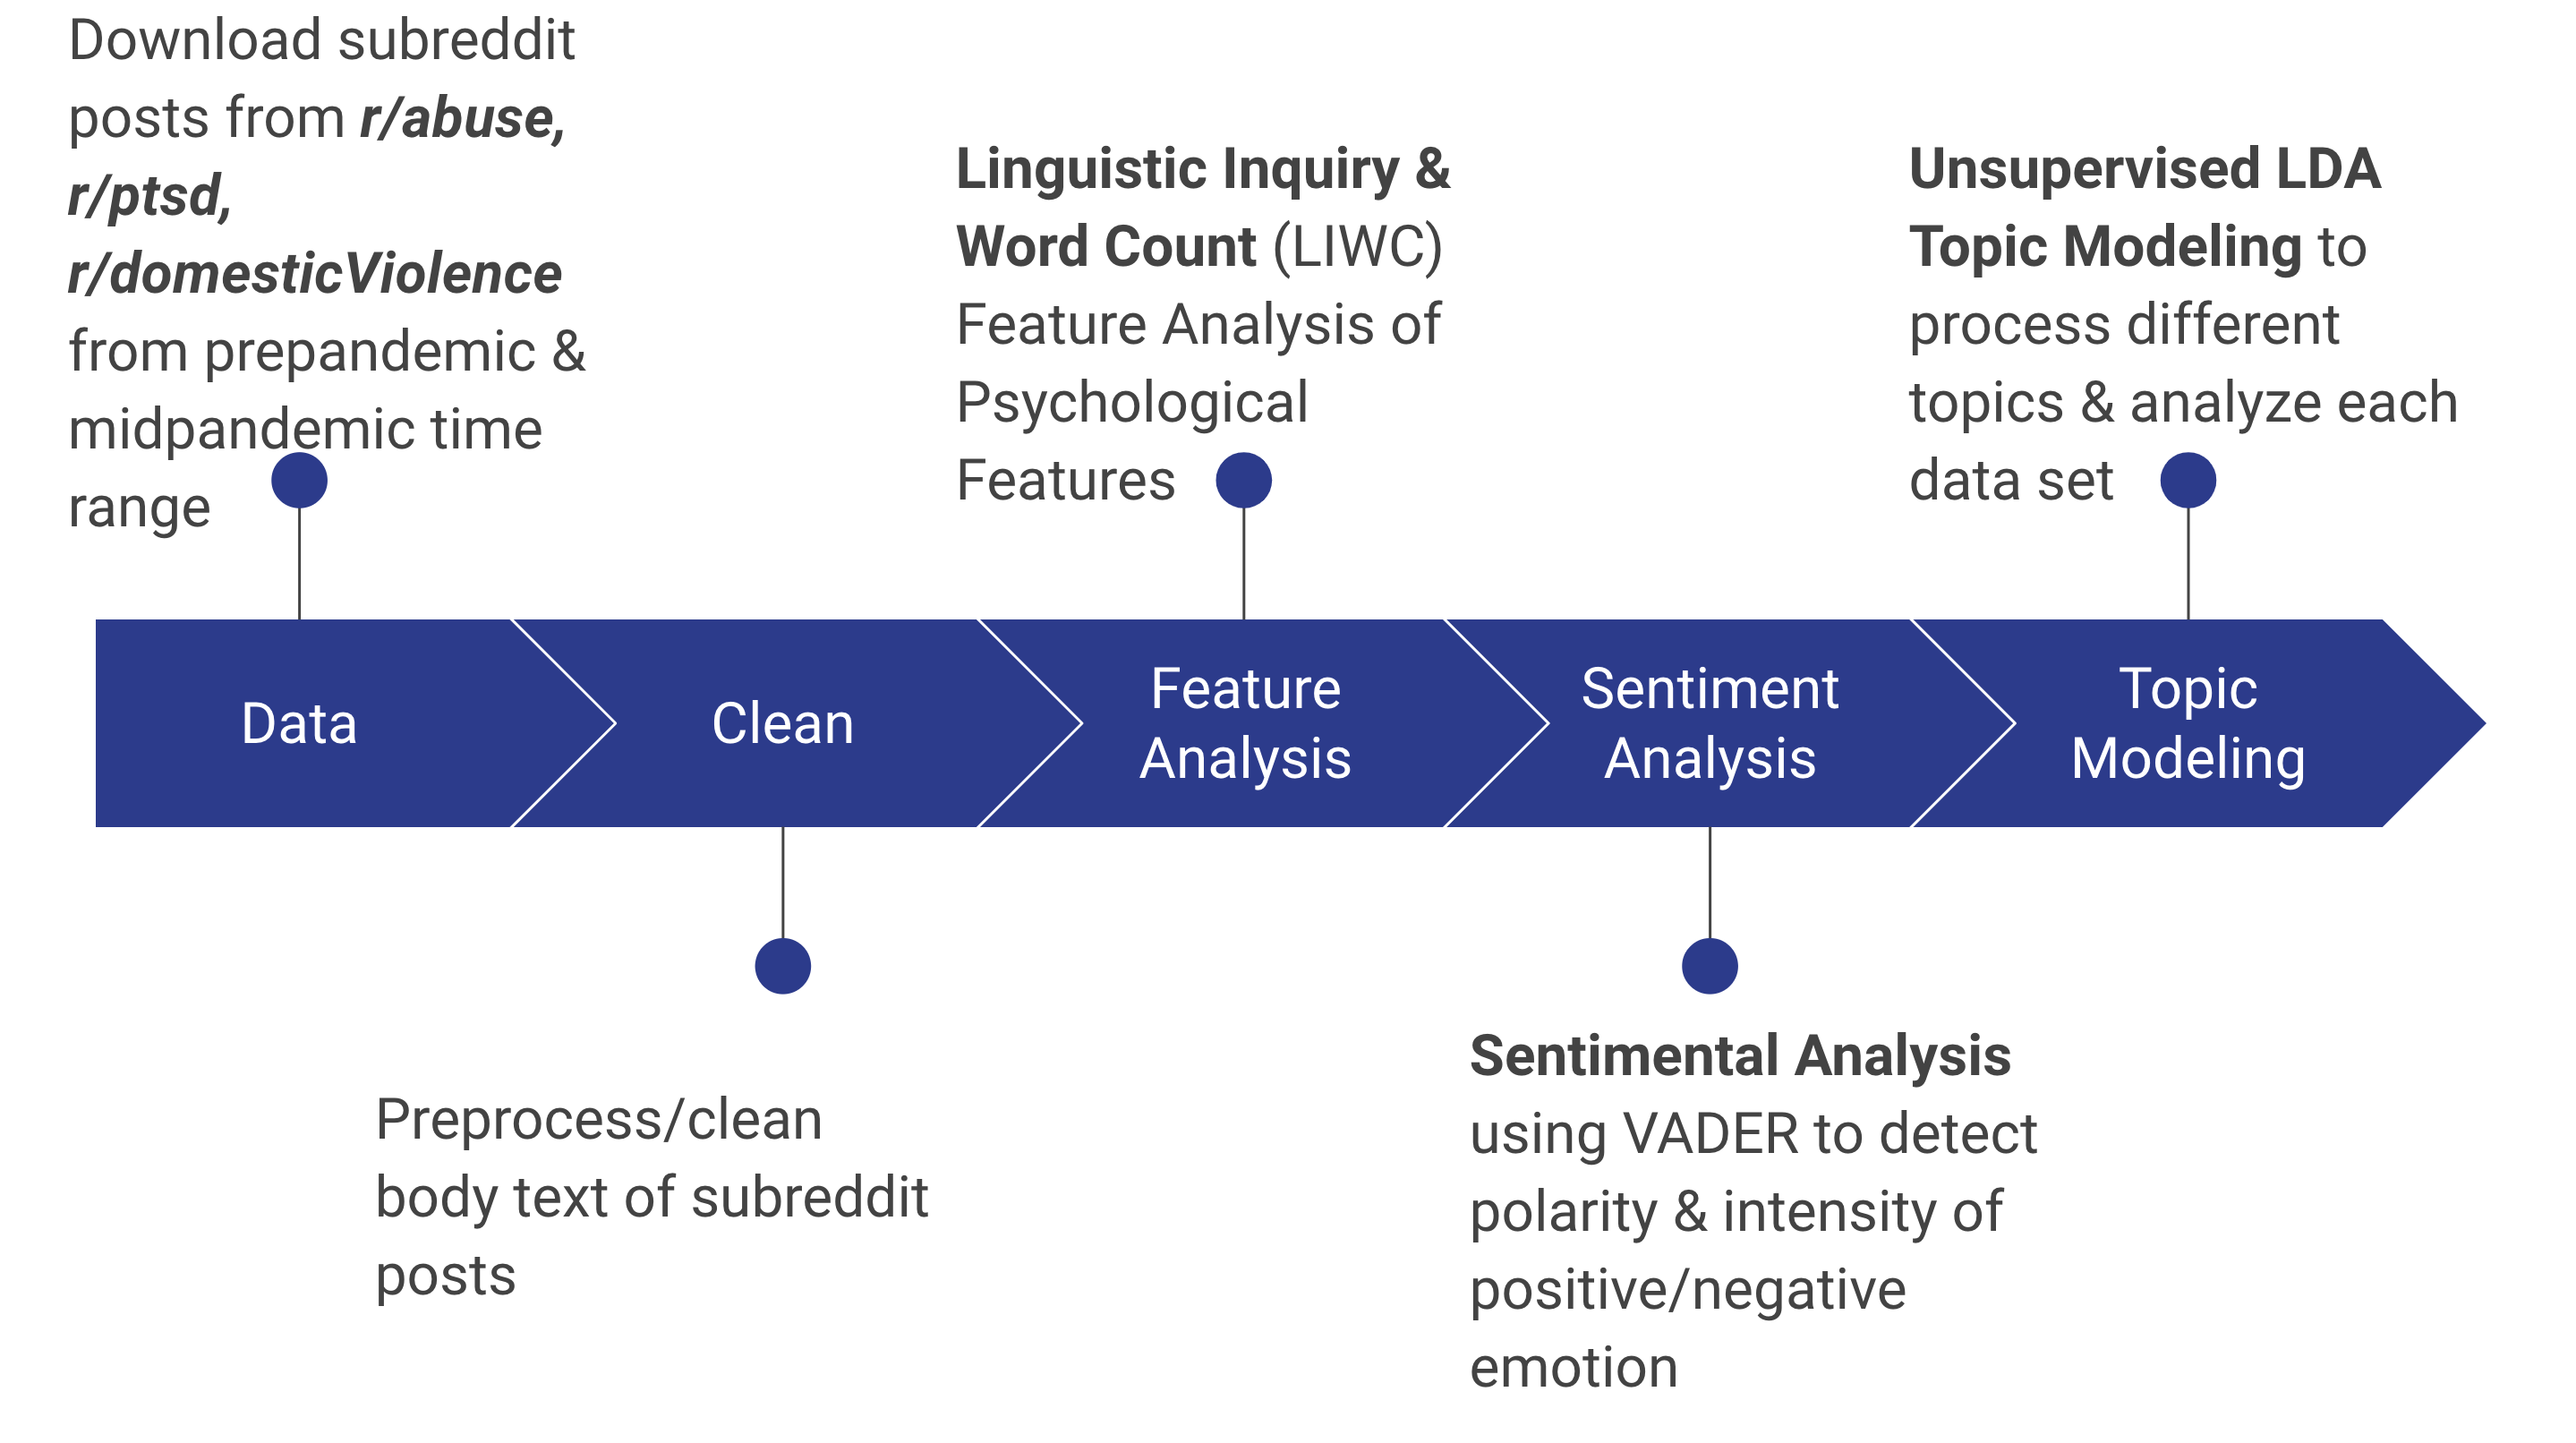 Download subreddit
posts from r/abuse,
r/ptsd,
r/domesticViolence
from prepandemic &
midpandemic time
range
Linguistic Inquiry &
Word Count (LIWC)
Feature Analysis of
Psychological
Features
Unsupervised LDA
Topic Modeling to
process different
topics & analyze each
data set
Data
Clean
Feature
Analysis
Sentiment
Analysis
Topic
Modeling
Preprocess/clean
body text of subreddit
posts
Sentimental Analysis
using VADER to detect
polarity & intensity of
positive/negative
emotion